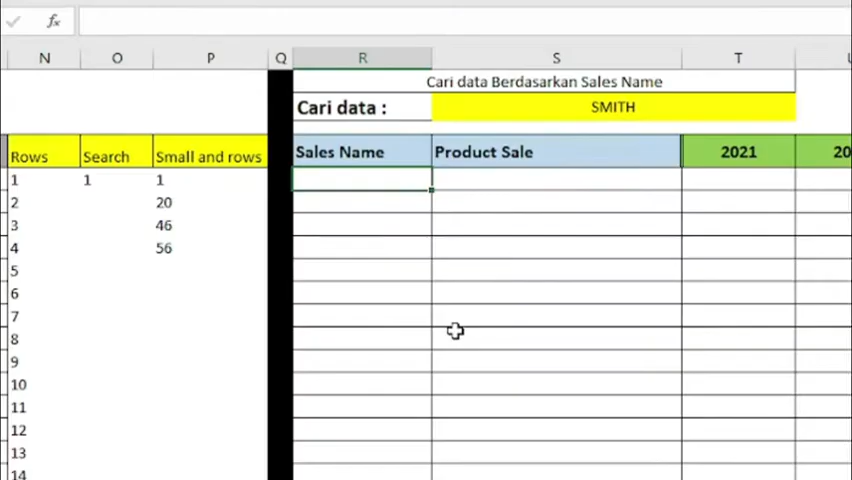 fx
N O P Q R S T
Cari data Berdasarkan Sales Name
Cari data : SMITH
Rows Search Small and rows Sales Name Product Sale 2021 20
1 1 1
2 20
3 46
4 56
5
6
7
8
9
10
11
12
13
14